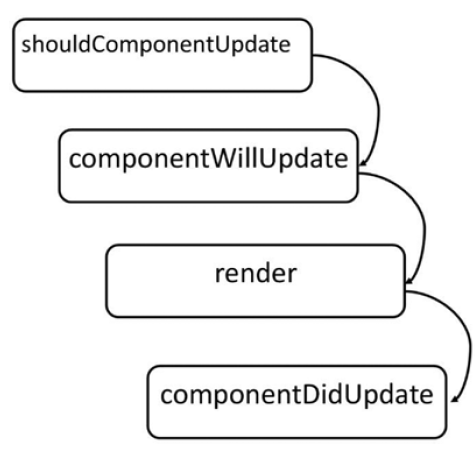 shouldComponentUpdate
componentWillUpdate
render
componentDidUpdate